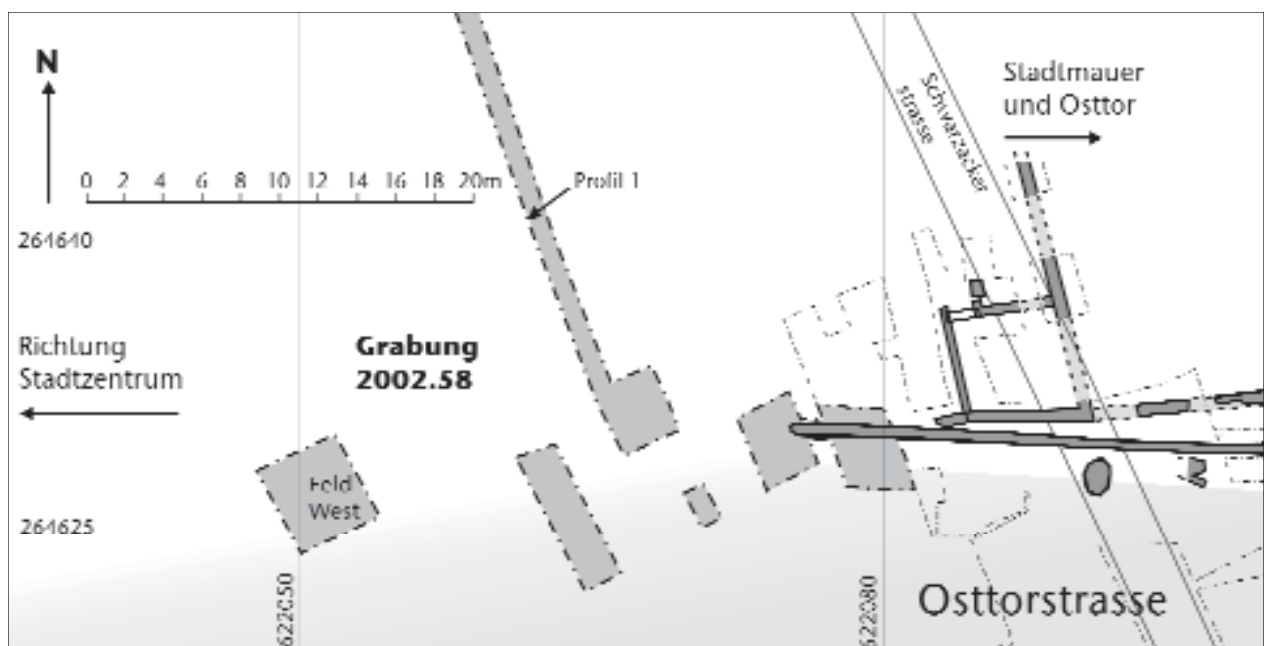 N
Stadtmauer
und Osttor
Schwarzacker
strasse
0 2 4 6 8 10 12 14 16 18 20m
Profil 1
264640
Richtung
Stadtzentrum
Grabung
2002.58
Feld
West
264625
622050
622080
Osttorstrasse